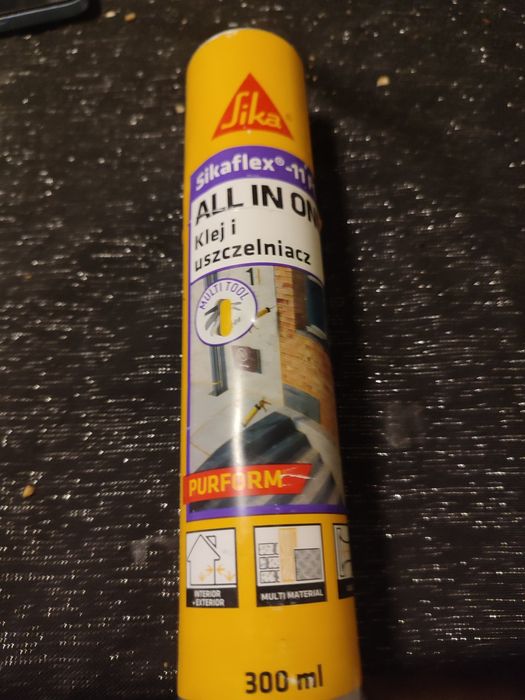 Sika
Sikaflex®-11
ALL IN ON
Klej i
uszczelniacz
MULTI TOOL
PURFORM
INTERIOR
+EXTERIOR
MULTI MATERIAL
300 ml